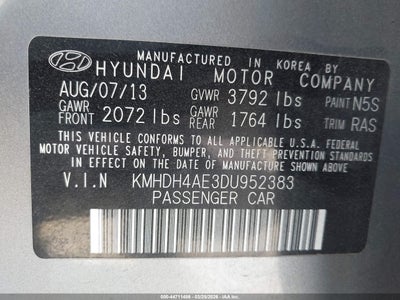 MANUFACTURED IN KOREA BY
HYUNDAI MOTOR COMPANY
AUG/07/13 GVWR 3792 lbs PAINT N5S
GAWR FRONT 2072 lbs GAWR REAR 1764 lbs TRIM RAS
THIS VEHICLE CONFORMS TO ALL APPLICABLE U.S.A. FEDERAL
MOTOR VEHICLE SAFETY, BUMPER, AND THEFT PREVENTION
STANDARDS IN EFFECT ON THE DATE OF MANUFACTURE
SHOWN ABOVE.
V.I.N KMHDH4AE3DU952383
PASSENGER CAR